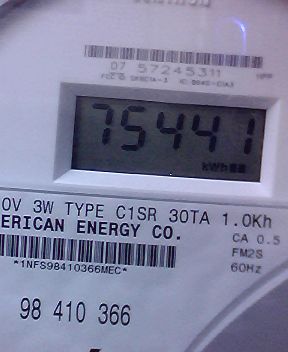 07 57245311
75441
kWh
0V 3W TYPE C1SR 30TA 1.0Kh
ERICAN ENERGY CO.
CA 0.5
FM2S
*1NFS98410366MEC*
60Hz
98 410 366